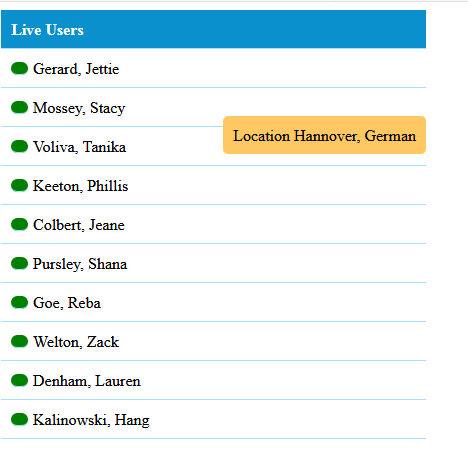 Live Users
Gerard, Jettie
Mossey, Stacy
Location Hannover, German
Voliva, Tanika
Keeton, Phillis
Colbert, Jeane
Pursley, Shana
Goe, Reba
Welton, Zack
Denham, Lauren
Kalinowski, Hang